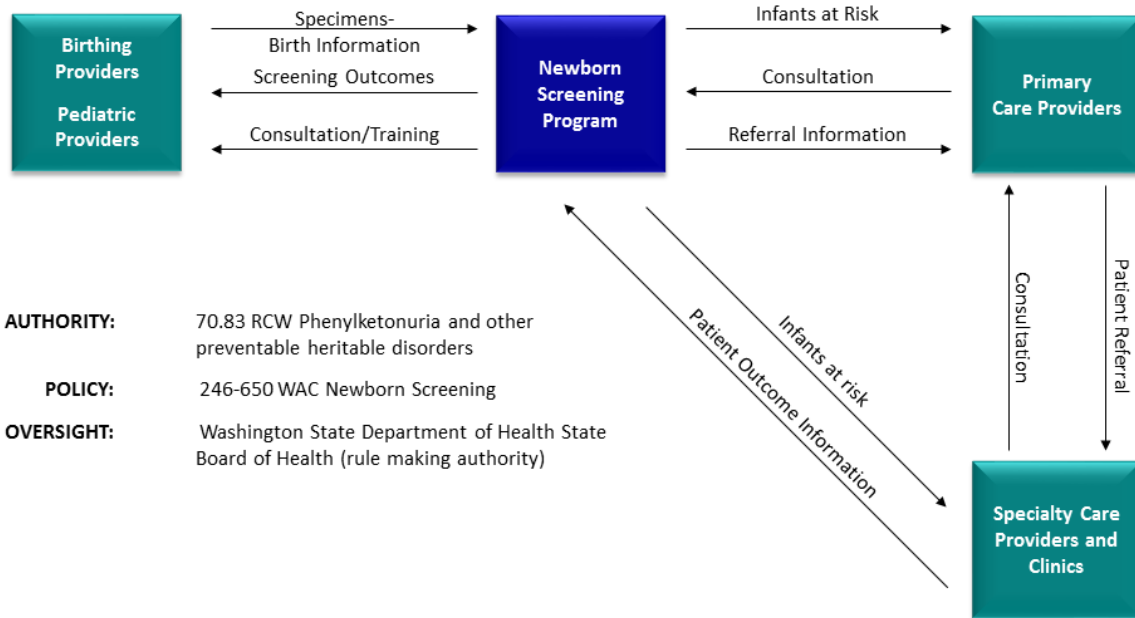 Birthing
Providers
Pediatric
Providers
Specimens-
Birth Information
Screening Outcomes
Consultation/Training
Newborn
Screening
Program
Infants at Risk
Consultation
Referral Information
Primary
Care Providers
Consultation
Patient Referral
Infants at risk
Patient Outcome Information
AUTHORITY: 70.83 RCW Phenylketonuria and other
preventable heritable disorders
POLICY: 246-650 WAC Newborn Screening
OVERSIGHT: Washington State Department of Health State
Board of Health (rule making authority)
Specialty Care
Providers and
Clinics